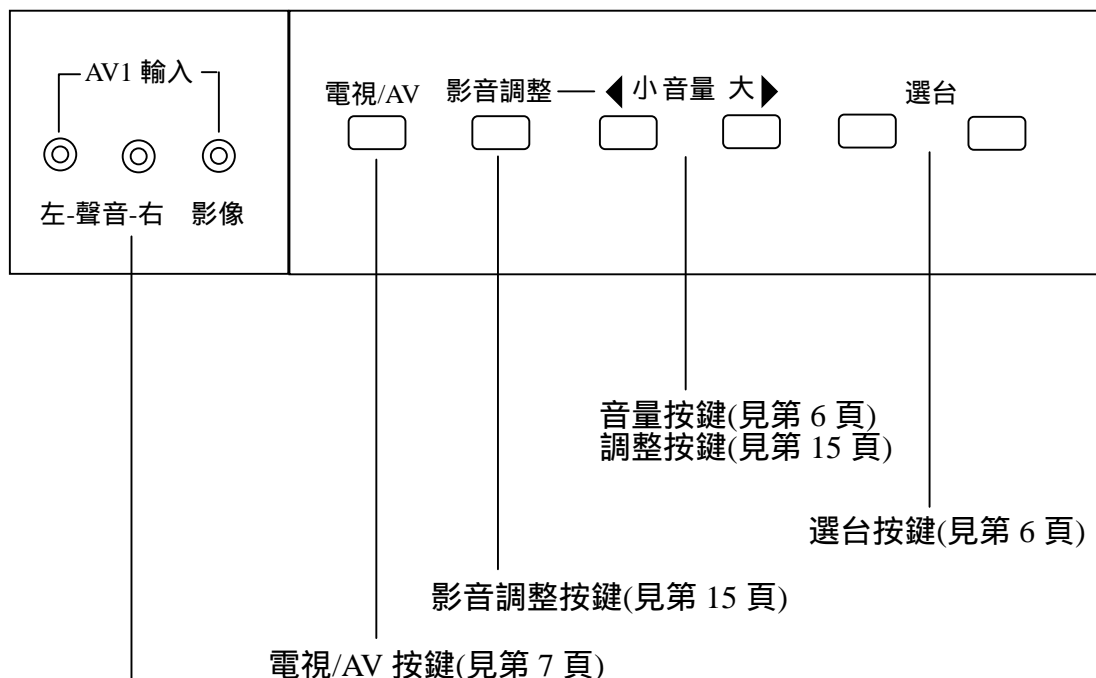 AV1 輸入
電視/AV 影音調整 ◀ 小 音量 大 ▶ 選台
左-聲音-右 影像
音量按鍵(見第 6 頁)
調整按鍵(見第 15 頁)
選台按鍵(見第 6 頁)
影音調整按鍵(見第 15 頁)
電視/AV 按鍵(見第 7 頁)